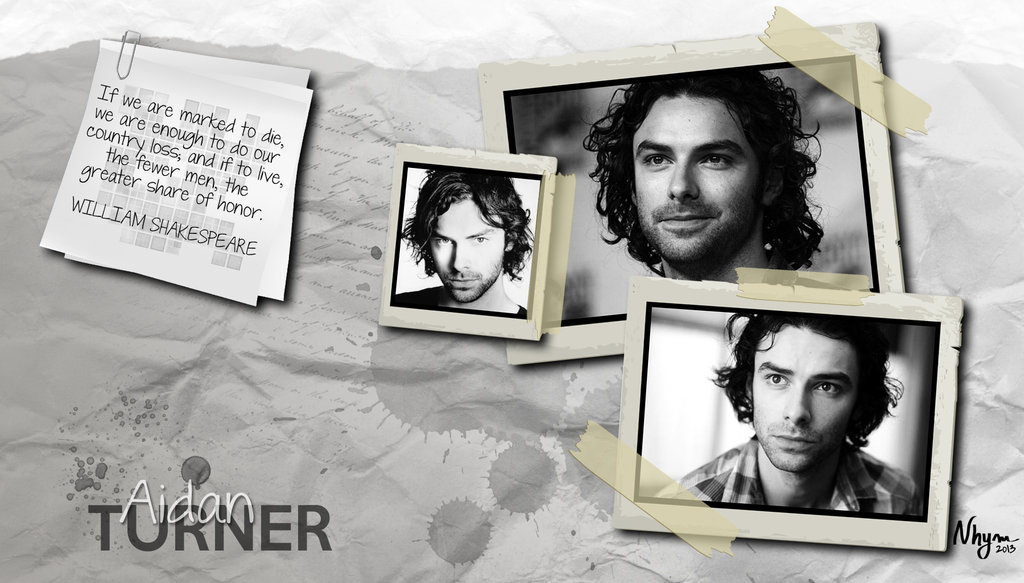 If we are marked to die,
we are enough to do our
country loss; and if to live,
the fewer men, the
greater share of honor.
WILLIAM SHAKESPEARE
Aidan
TURNER
Nhym
2013